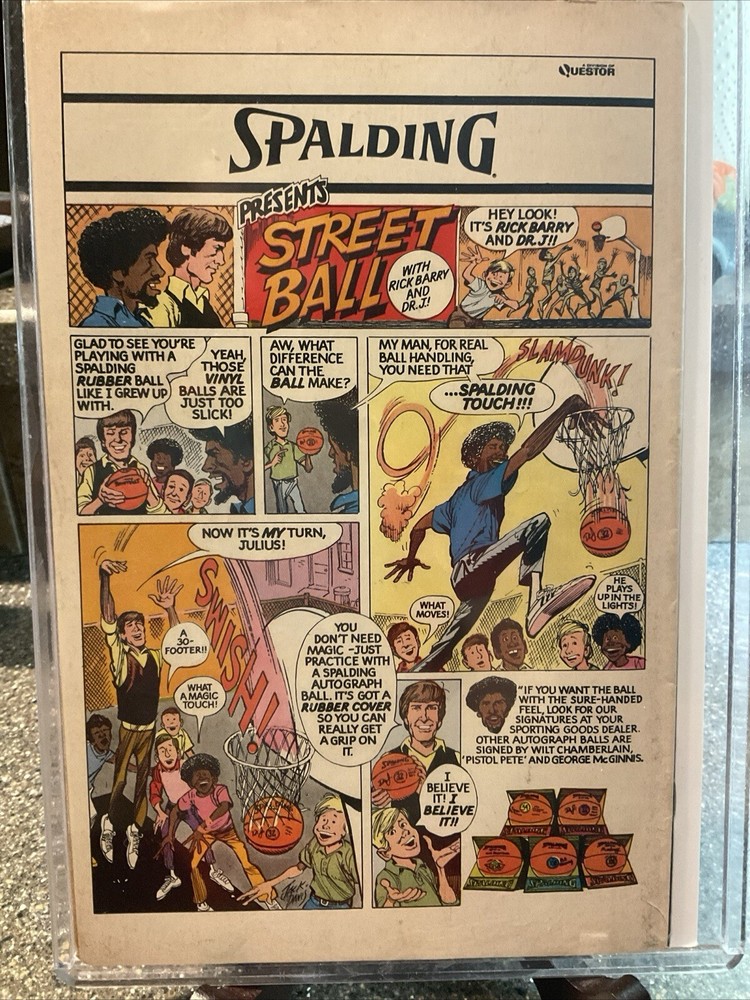 A DIVISION OF
QUESTOR
SPALDING
PRESENTS
STREET
BALL
WITH
RICK BARRY
AND
DR. J!
HEY LOOK!
IT'S RICK BARRY
AND DR. J!!
GLAD TO SEE YOU'RE
PLAYING WITH A
SPALDING
RUBBER BALL
LIKE I GREW UP
WITH.
YEAH,
THOSE
VINYL
BALLS ARE
JUST TOO
SLICK!
AW, WHAT
DIFFERENCE
CAN THE
BALL MAKE?
MY MAN, FOR REAL
BALL HANDLING,
YOU NEED THAT
...SPALDING
TOUCH!!!
SLAM DUNK!
WHAT
MOVES!
HE
PLAYS
UP IN THE
LIGHTS!
NOW IT'S MY TURN,
JULIUS!
A
30-
FOOTER!!
WHAT
A MAGIC
TOUCH!
SWISH!
YOU
DON'T NEED
MAGIC -JUST
PRACTICE WITH
A SPALDING
AUTOGRAPH
BALL. IT'S GOT A
RUBBER COVER
SO YOU CAN
REALLY GET
A GRIP ON
IT.
"IF YOU WANT THE BALL
WITH THE SURE-HANDED
FEEL, LOOK FOR OUR
SIGNATURES AT YOUR
SPORTING GOODS DEALER.
OTHER AUTOGRAPH BALLS ARE
SIGNED BY WILT CHAMBERLAIN,
'PISTOL PETE' AND GEORGE McGINNIS.
I
BELIEVE
IT! I
BELIEVE
IT!!